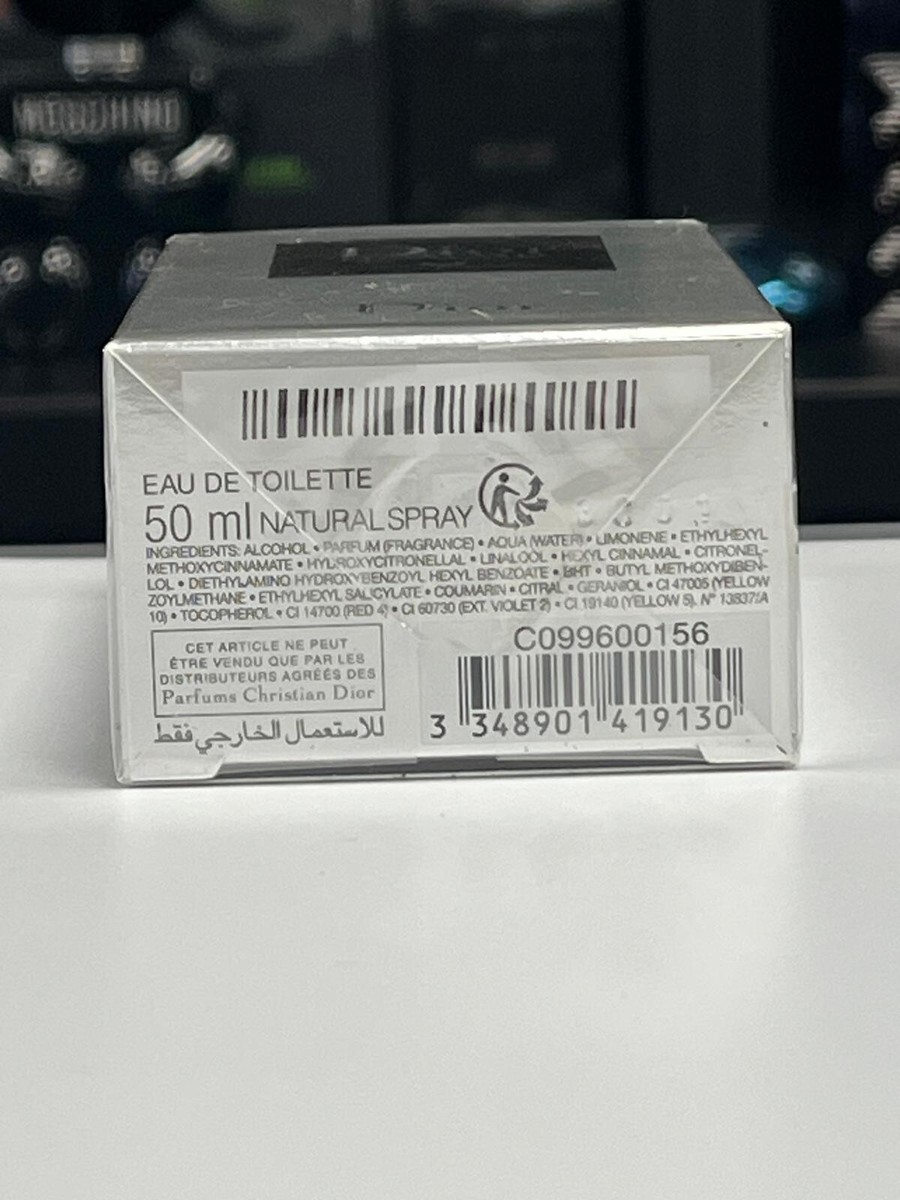 Dior
EAU DE TOILETTE
50 ml NATURAL SPRAY
INGREDIENTS: ALCOHOL • PARFUM (FRAGRANCE) • AQUA (WATER) • LIMONENE • ETHYLHEXYL
METHOXYCINNAMATE • HYDROXYCITRONELLAL • LINALOOL • HEXYL CINNAMAL • CITRONEL-
LOL • DIETHYLAMINO HYDROXYBENZOYL HEXYL BENZOATE • BHT • BUTYL METHOXYDIBEN-
ZOYLMETHANE • ETHYLHEXYL SALICYLATE • COUMARIN • CITRAL • GERANIOL • CI 47005 (YELLOW
10) • TOCOPHEROL • CI 14700 (RED 4) • CI 60730 (EXT. VIOLET 2) • CI 19140 (YELLOW 5). N° 13837/A
CET ARTICLE NE PEUT
ÊTRE VENDU QUE PAR LES
DISTRIBUTEURS AGRÉÉS DES
Parfums Christian Dior
للاستعمال الخارجي فقط
C099600156
3 348901 419130